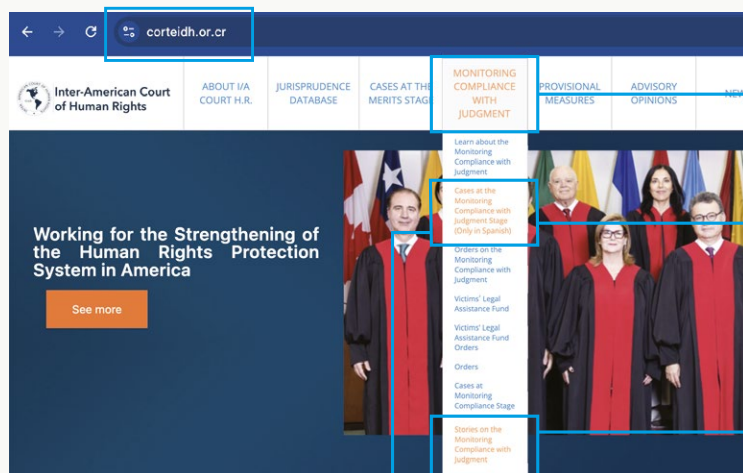 corteidh.or.cr
Inter-American Court
of Human Rights
ABOUT I/A
COURT H.R.
JURISPRUDENCE
DATABASE
CASES AT THE
MERITS STAGE
MONITORING
COMPLIANCE
WITH
JUDGMENT
PROVISIONAL
MEASURES
ADVISORY
OPINIONS
NEW
Learn about the
Monitoring
Compliance with
Judgment
Cases at the
Monitoring
Compliance with
Judgment Stage
(Only in Spanish)
Orders on the
Monitoring
Compliance with
Judgment
Victims' Legal
Assistance Fund
Victims' Legal
Assistance Fund
Orders
Orders
Cases at
Monitoring
Compliance Stage
Stories on the
Monitoring
Compliance with
Judgment
Working for the Strengthening of
the Human Rights Protection
System in America
See more